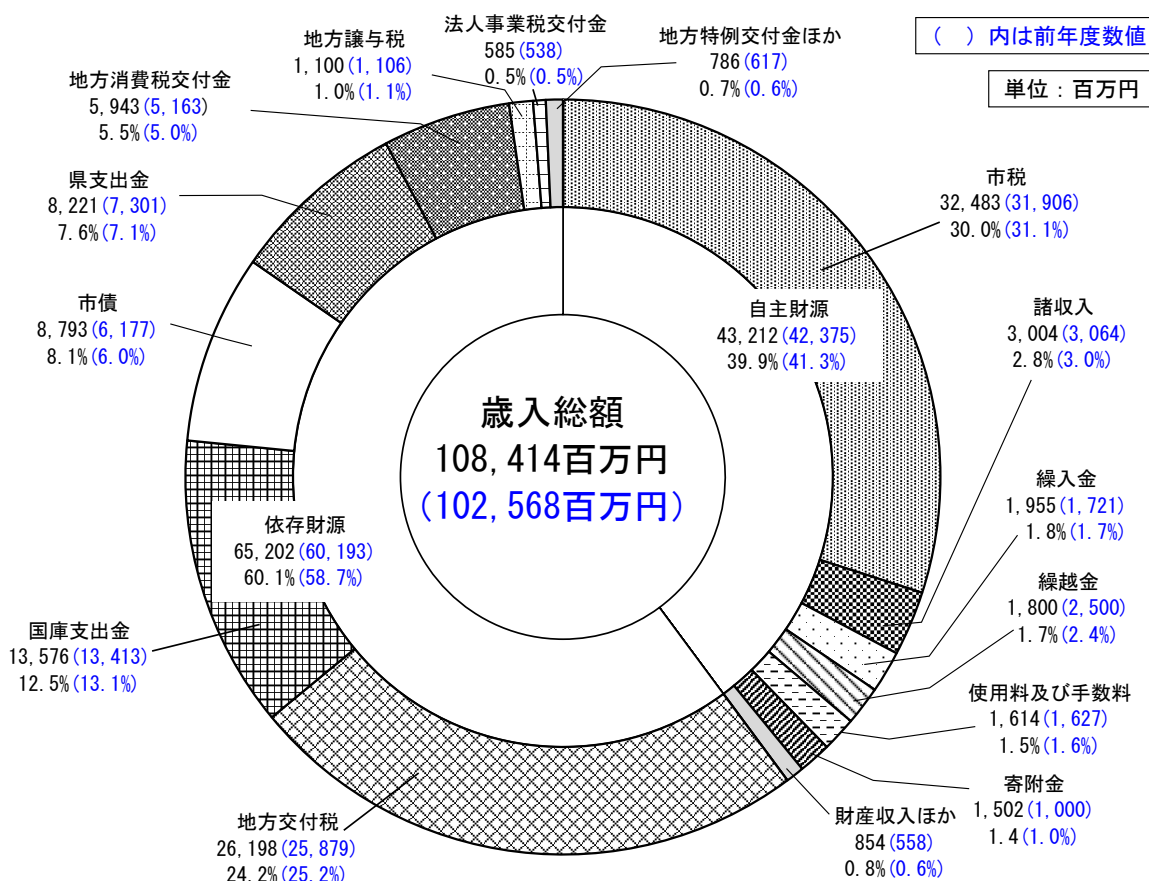 （　）内は前年度数値
単位：百万円
法人事業税交付金
585(538)
0.5%(0.5%)
地方特例交付金ほか
786(617)
0.7%(0.6%)
地方譲与税
1,100(1,106)
1.0%(1.1%)
地方消費税交付金
5,943(5,163)
5.5%(5.0%)
県支出金
8,221(7,301)
7.6%(7.1%)
市債
8,793(6,177)
8.1%(6.0%)
市税
32,483(31,906)
30.0%(31.1%)
自主財源
43,212(42,375)
39.9%(41.3%)
諸収入
3,004(3,064)
2.8%(3.0%)
歳入総額
108,414百万円
(102,568百万円)
繰入金
1,955(1,721)
1.8%(1.7%)
依存財源
65,202(60,193)
60.1%(58.7%)
繰越金
1,800(2,500)
1.7%(2.4%)
国庫支出金
13,576(13,413)
12.5%(13.1%)
使用料及び手数料
1,614(1,627)
1.5%(1.6%)
寄附金
1,502(1,000)
1.4(1.0%)
財産収入ほか
854(558)
0.8%(0.6%)
地方交付税
26,198(25,879)
24.2%(25.2%)